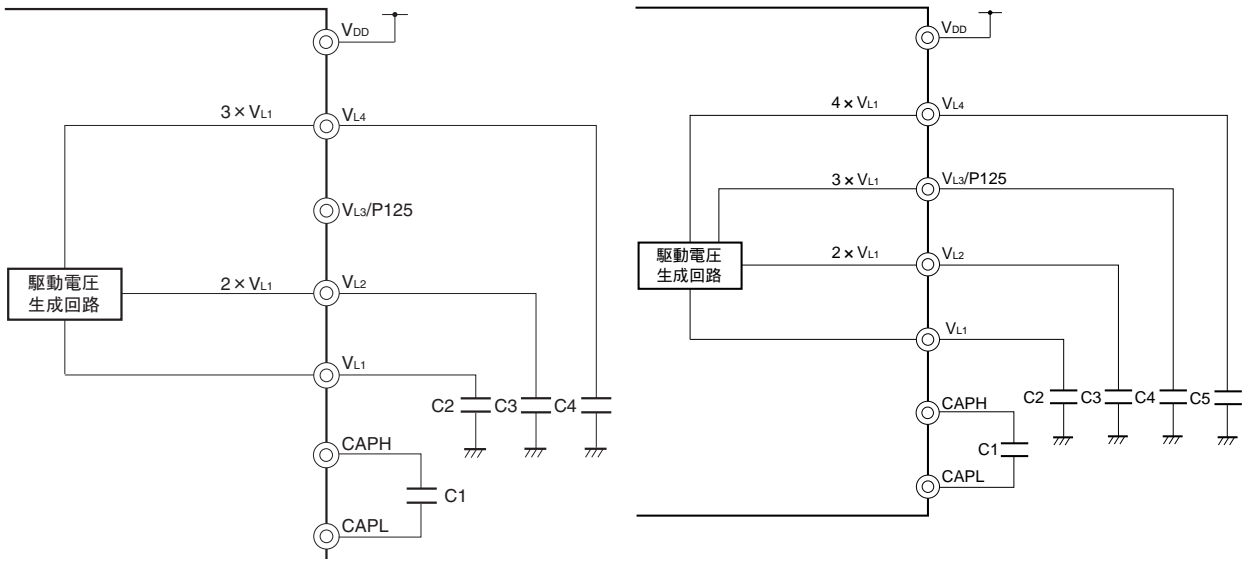 VDD
3 × VL1
VL4
VL3/P125
駆動電圧
生成回路
2 × VL1
VL2
VL1
C2
C3
C4
CAPH
C1
CAPL
VDD
4 × VL1
VL4
3 × VL1
VL3/P125
駆動電圧
生成回路
2 × VL1
VL2
VL1
C2
C3
C4
C5
CAPH
C1
CAPL